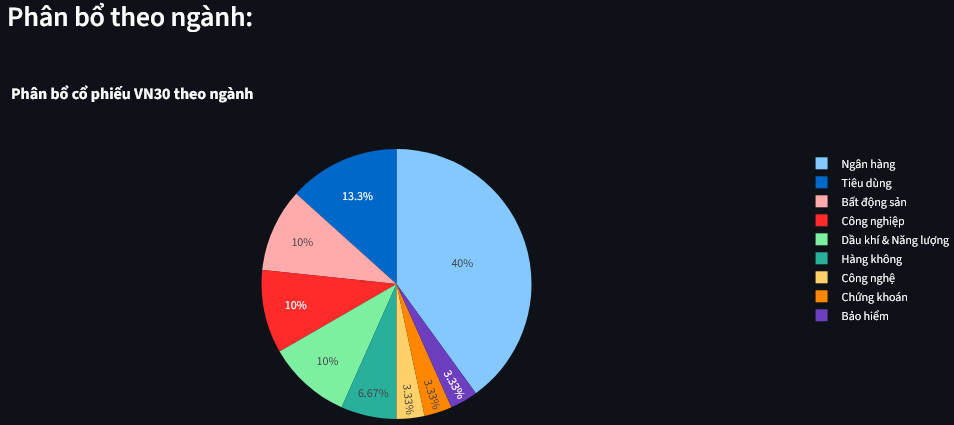 Phân bổ theo ngành:
Phân bổ cổ phiếu VN30 theo ngành
13.3%
40%
10%
10%
10%
6.67%
3.33%
3.33%
3.33%
Ngân hàng
Tiêu dùng
Bất động sản
Công nghiệp
Dầu khí & Năng lượng
Hàng không
Công nghệ
Chứng khoán
Bảo hiểm